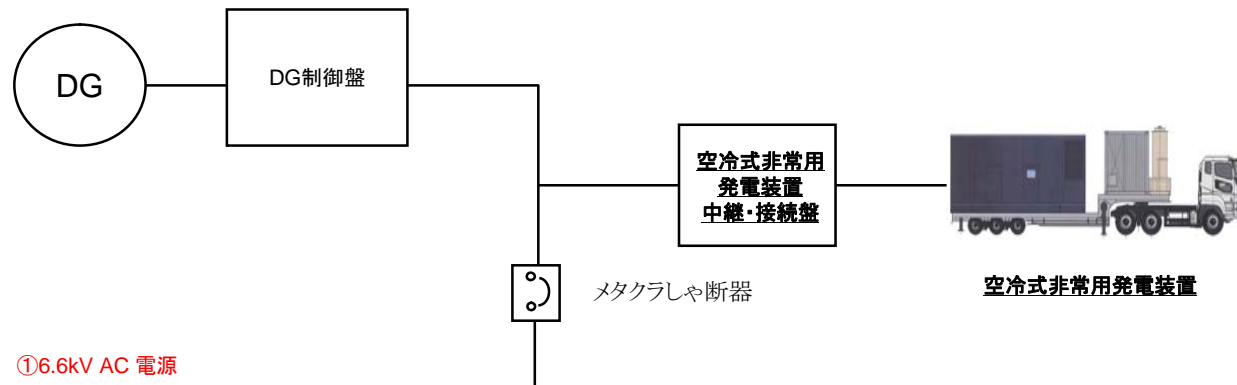 DG
DG制御盤
空冷式非常用
発電装置
中継・接続盤
メタクラしゃ断器
空冷式非常用発電装置
①6.6kV AC 電源